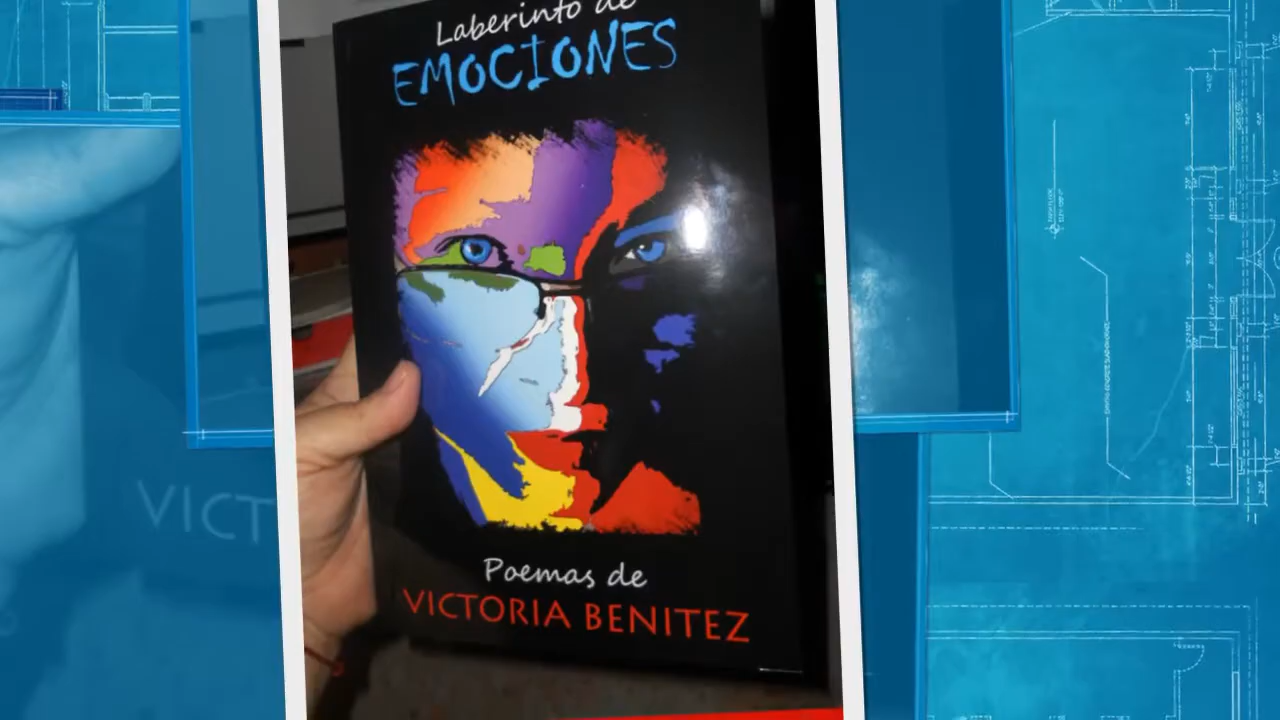 Laberinto de
EMOCIONES
Poemas de
VICTORIA BENITEZ
VICT